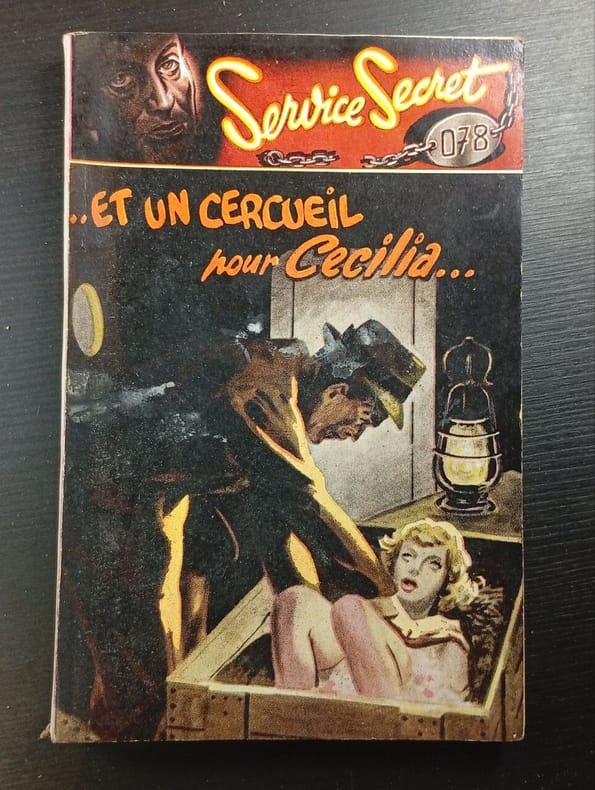 Service Secret
078
..ET UN CERCUEIL
pour Cecilia...